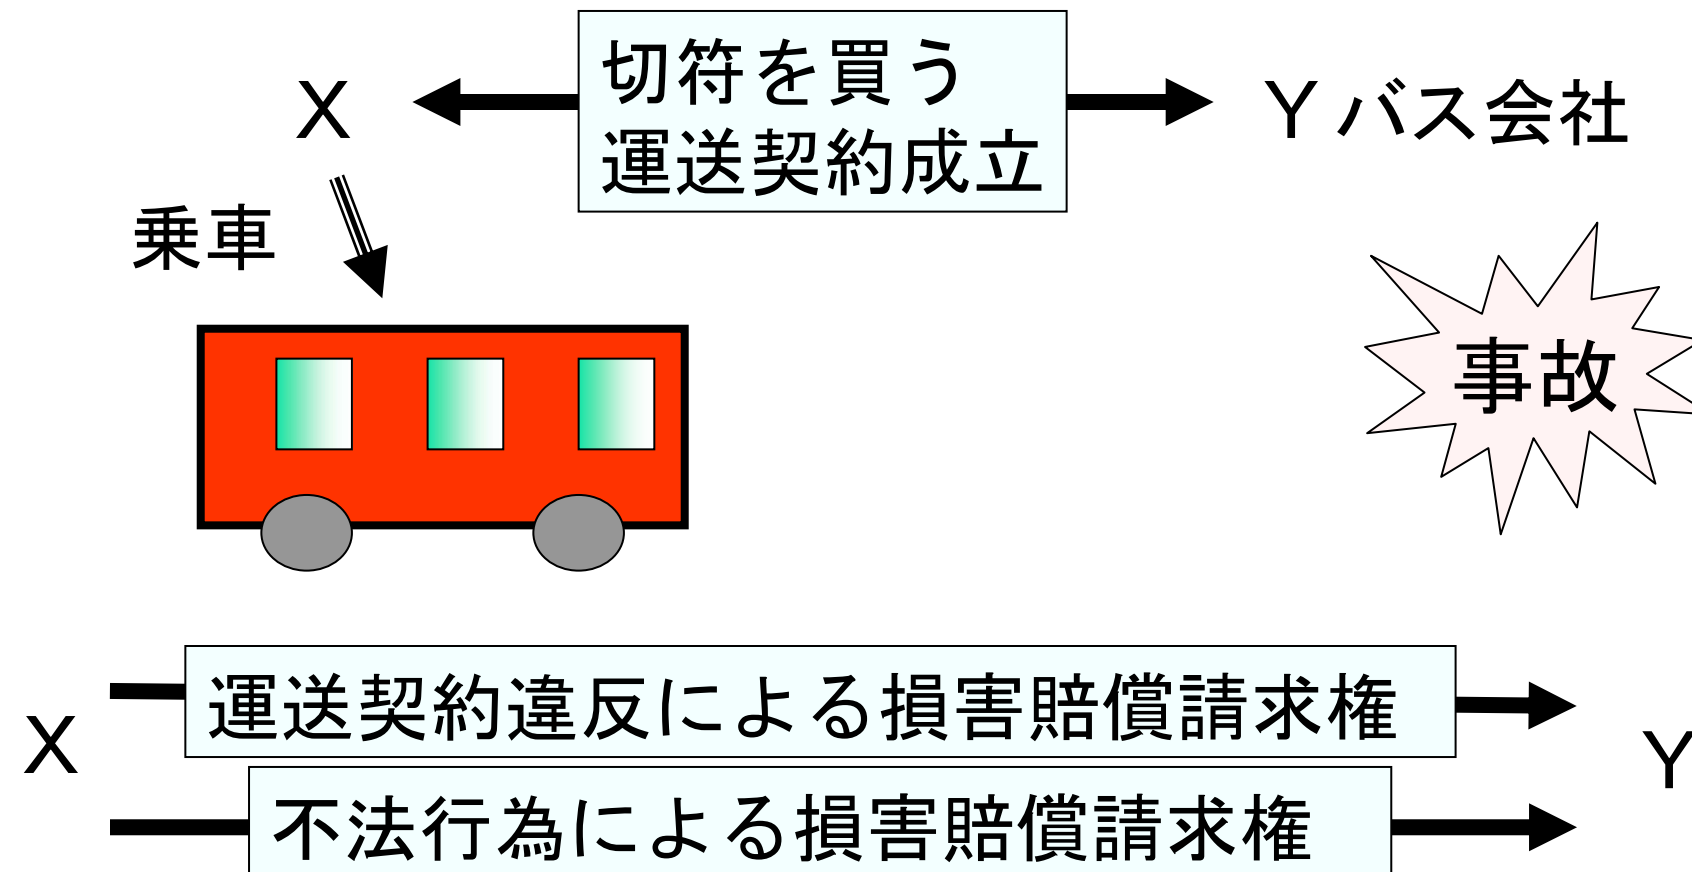 切符を買う
運送契約成立
X
Yバス会社
乗車
事故
運送契約違反による損害賠償請求権
X
Y
不法行為による損害賠償請求権